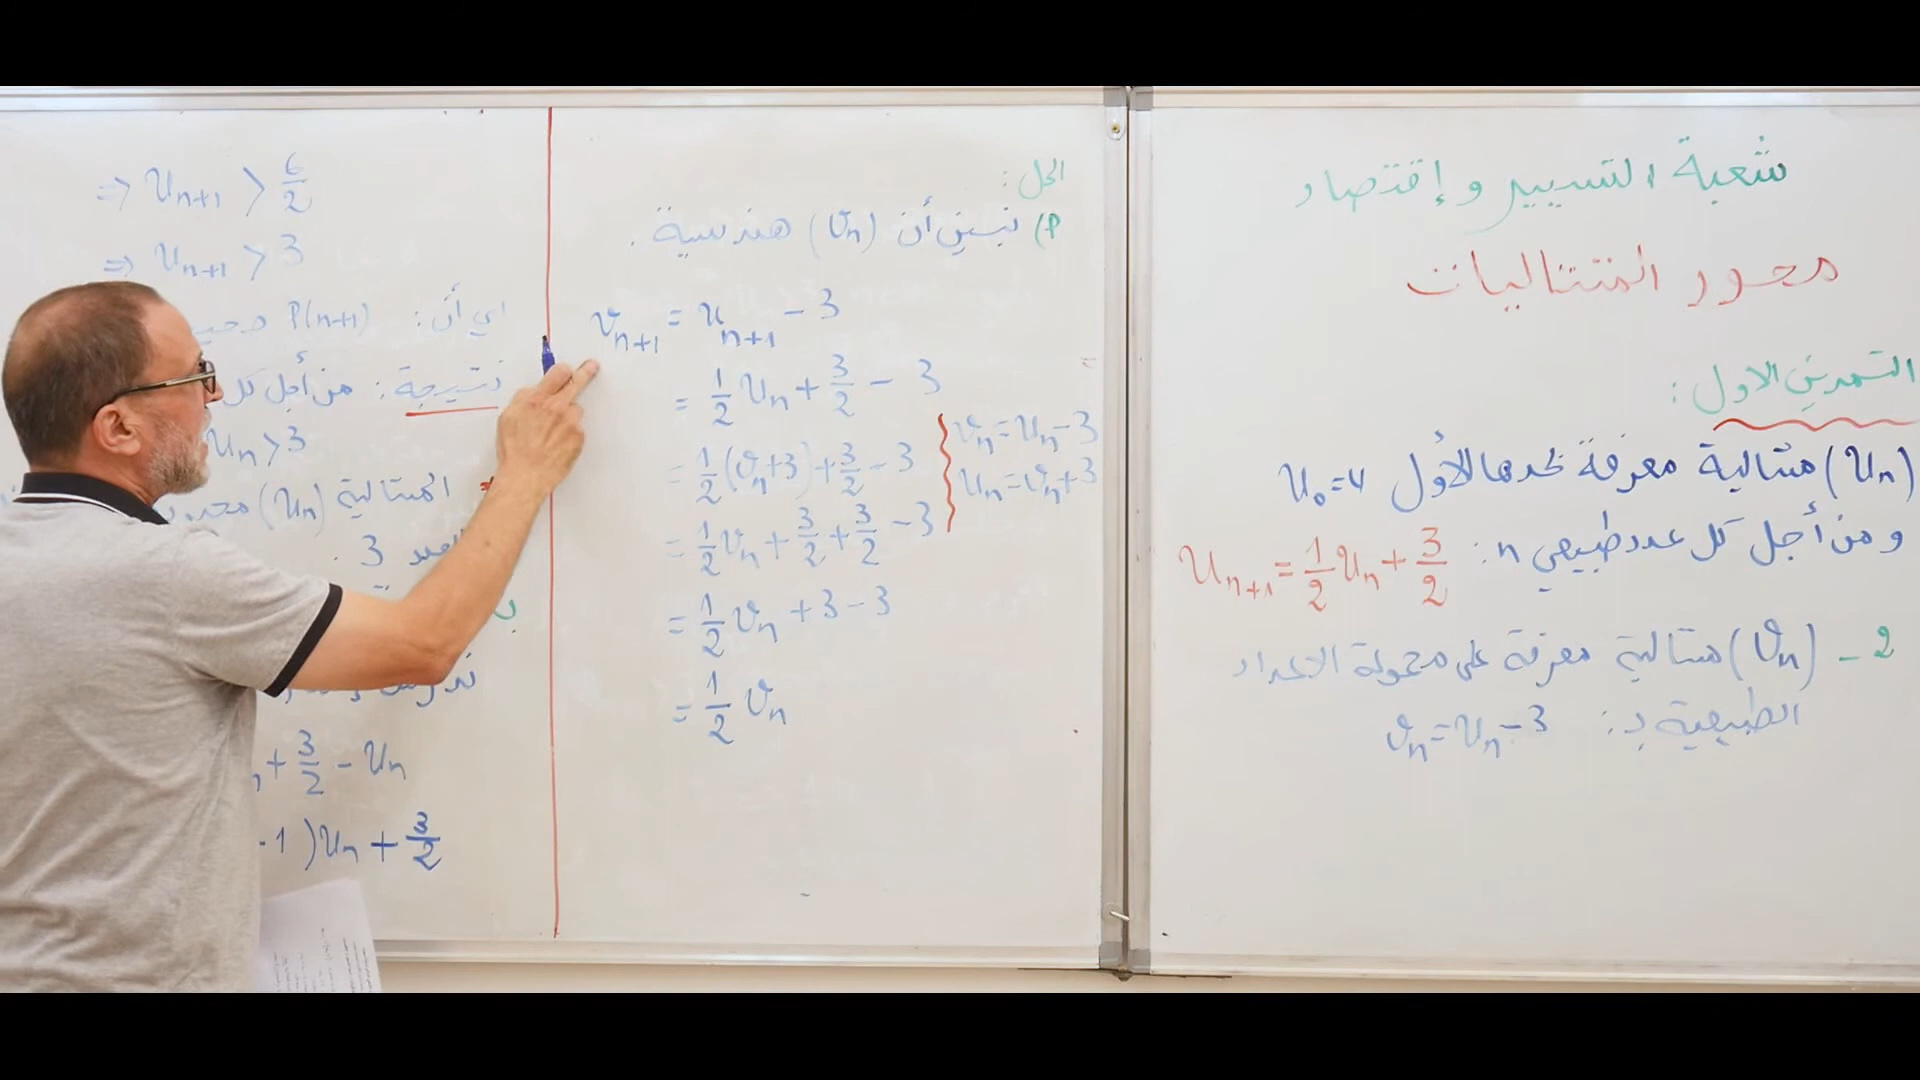 شعبة التسيير و إقتصاد
محور المتتاليات
التمرين الاول :
(Uₙ) متتالية معرفة بحدها الأول U₀=4
و من أجل كل عدد طبيعي n : Uₙ₊₁ = 1/2 Uₙ + 3/2
2 - (Vₙ) متتالية معرفة على مجموعة الاعداد
الطبيعية بـ : Vₙ = Uₙ - 3
الحل :
P) نبين أن (Vₙ) هندسية .
Vₙ₊₁ = Uₙ₊₁ - 3
= 1/2 Uₙ + 3/2 - 3
= 1/2 (Vₙ+3) + 3/2 - 3
= 1/2 Vₙ + 3/2 + 3/2 - 3
= 1/2 Vₙ + 3 - 3
= 1/2 Vₙ
Vₙ = Uₙ - 3
Uₙ = Vₙ + 3
⇒ Uₙ₊₁ > 6/2
⇒ Uₙ₊₁ > 3
اي أن : P(n+1)
نتيجة : من أجل كل
Uₙ > 3
المتتالية (Uₙ)
العدد 3 .
+ 3/2 - Uₙ
- 1 ) Uₙ + 3/2